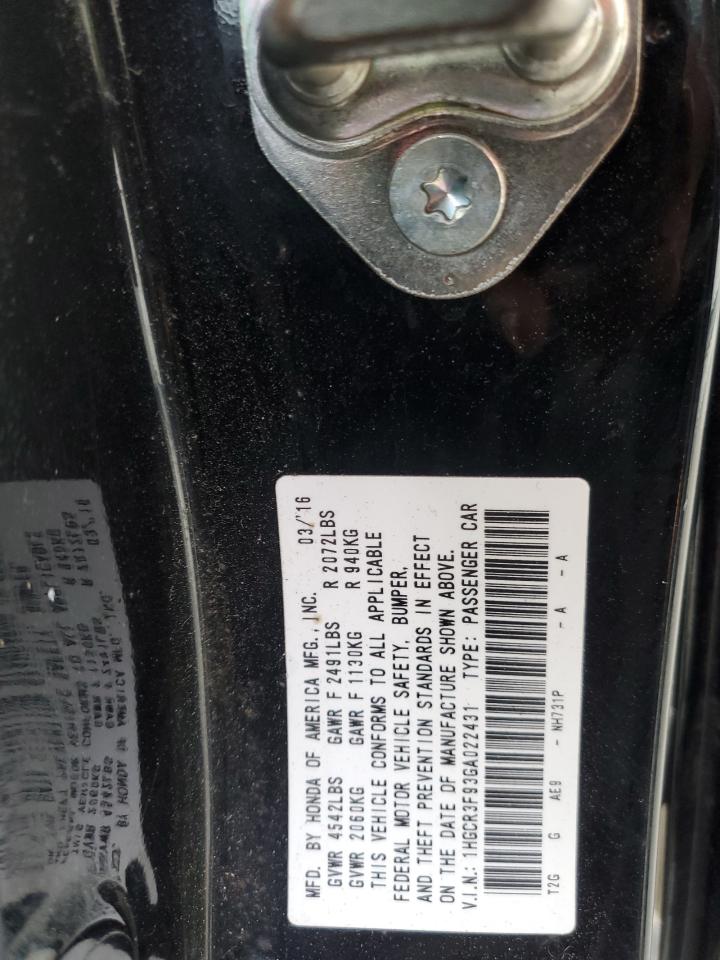 MFD. BY HONDA OF AMERICA MFG.,INC. 03/'16
GVWR 4542LBS GAWR F 2491LBS R 2072LBS
GVWR 2060KG GAWR F 1130KG R 940KG
THIS VEHICLE CONFORMS TO ALL APPLICABLE
FEDERAL MOTOR VEHICLE SAFETY, BUMPER,
AND THEFT PREVENTION STANDARDS IN EFFECT
ON THE DATE OF MANUFACTURE SHOWN ABOVE.
V.I.N.: 1HGCR3F93GA022431 TYPE: PASSENGER CAR
T2G G AE9 - NH731P - A - A